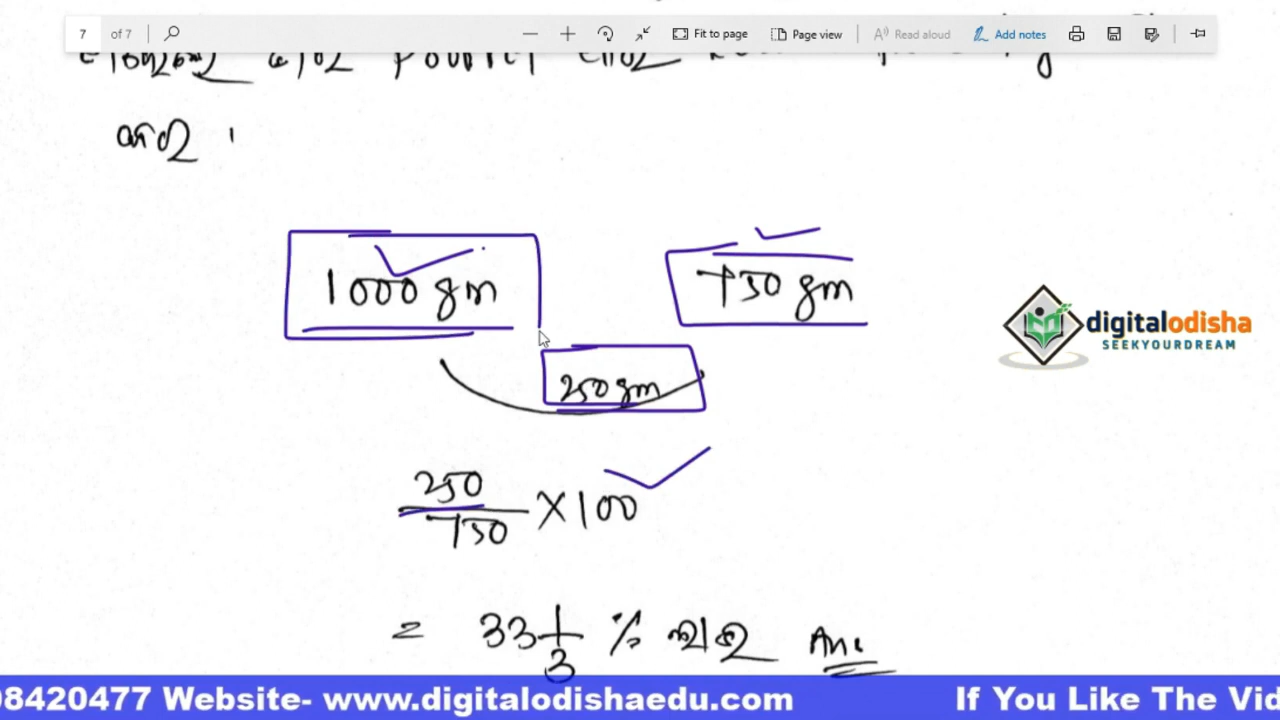 7 of 7 Fit to page Page view Read aloud Add notes
1000 gm 750 gm
250 gm
digitalodisha
SEEKYOURDREAM
250
750 × 100
= 33 1/3 % ଲାଭ Ans
98420477 Website- www.digitalodishaedu.com If You Like The Vid